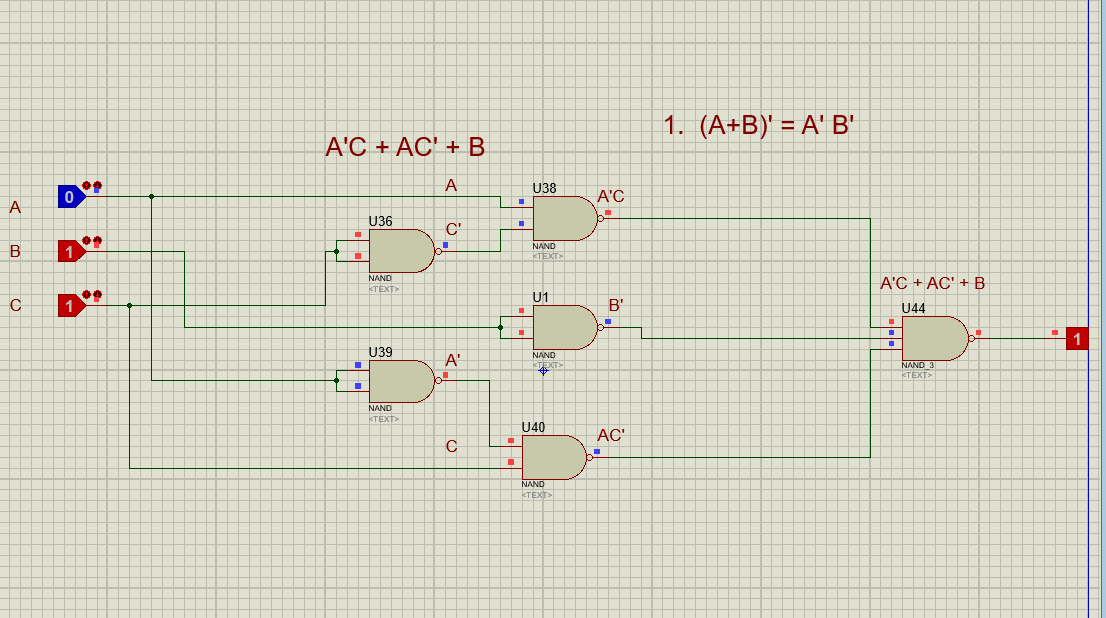 1. (A+B)' = A' B'
A'C + AC' + B
A
0
A
U38
A'C
NAND
<TEXT>
B
1
U36
C'
NAND
<TEXT>
C
1
U1
B'
NAND
<TEXT>
A'C + AC' + B
U44
NAND_3
<TEXT>
1
U39
A'
NAND
<TEXT>
C
U40
AC'
NAND
<TEXT>